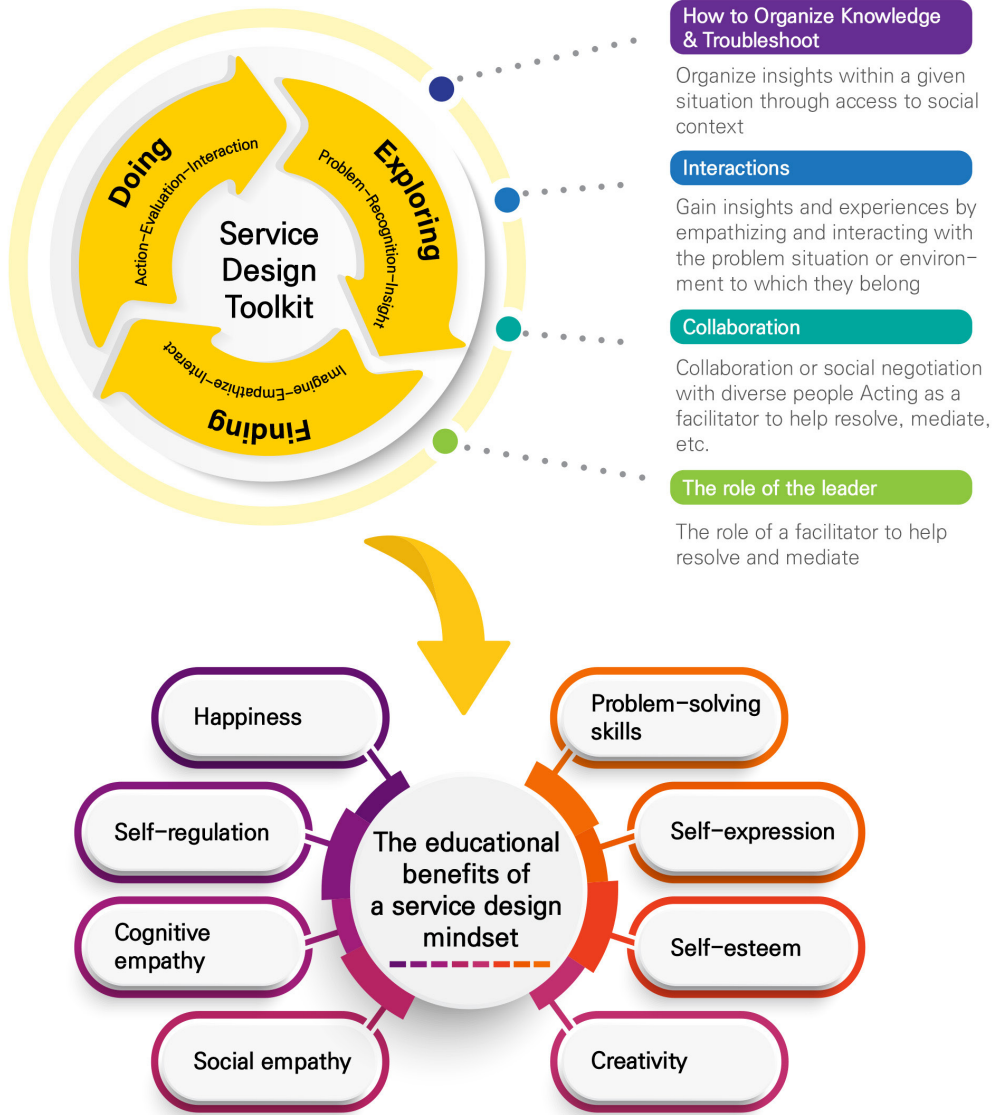 Doing
Action-Evaluation-Interaction
Exploring
Problem-Recognition-Insight
Finding
Imagine-Empathize-Interact
Service
Design
Toolkit
How to Organize Knowledge
& Troubleshoot
Organize insights within a given
situation through access to social
context
Interactions
Gain insights and experiences by
empathizing and interacting with
the problem situation or environ-
ment to which they belong
Collaboration
Collaboration or social negotiation
with diverse people Acting as a
facilitator to help resolve, mediate,
etc.
The role of the leader
The role of a facilitator to help
resolve and mediate
Happiness
Self-regulation
Cognitive
empathy
Social empathy
The educational
benefits of
a service design
mindset
Problem-solving
skills
Self-expression
Self-esteem
Creativity